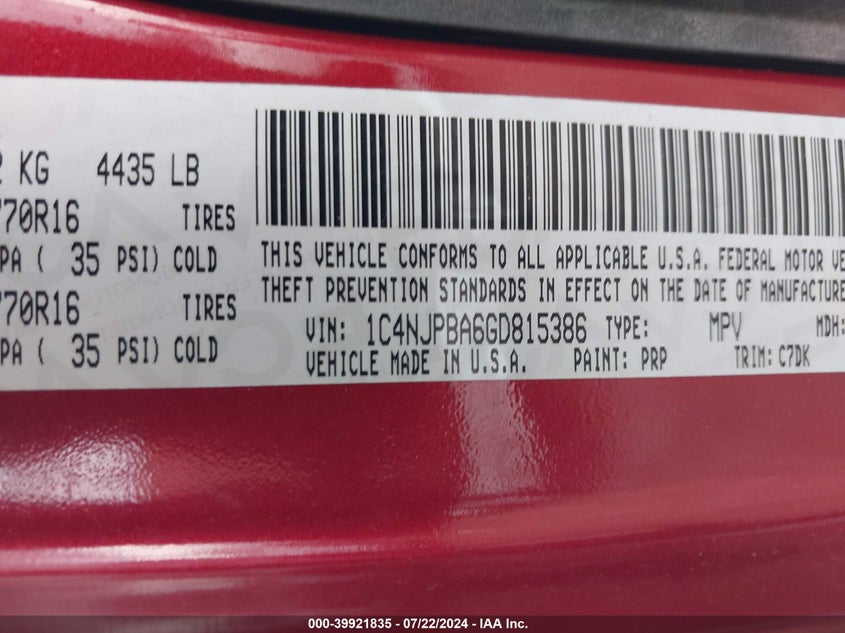 KG 4435 LB
70R16 TIRES
PA ( 35 PSI) COLD
70R16 TIRES
PA ( 35 PSI) COLD
THIS VEHICLE CONFORMS TO ALL APPLICABLE U.S.A. FEDERAL MOTOR VE
THEFT PREVENTION STANDARDS IN EFFECT ON THE DATE OF MANUFACTURE
VIN: 1C4NJPBA6GD815386 TYPE: MPV MDH:
VEHICLE MADE IN U.S.A. PAINT: PRP TRIM: C7DK
000-39921835 - 07/22/2024 - IAA Inc.